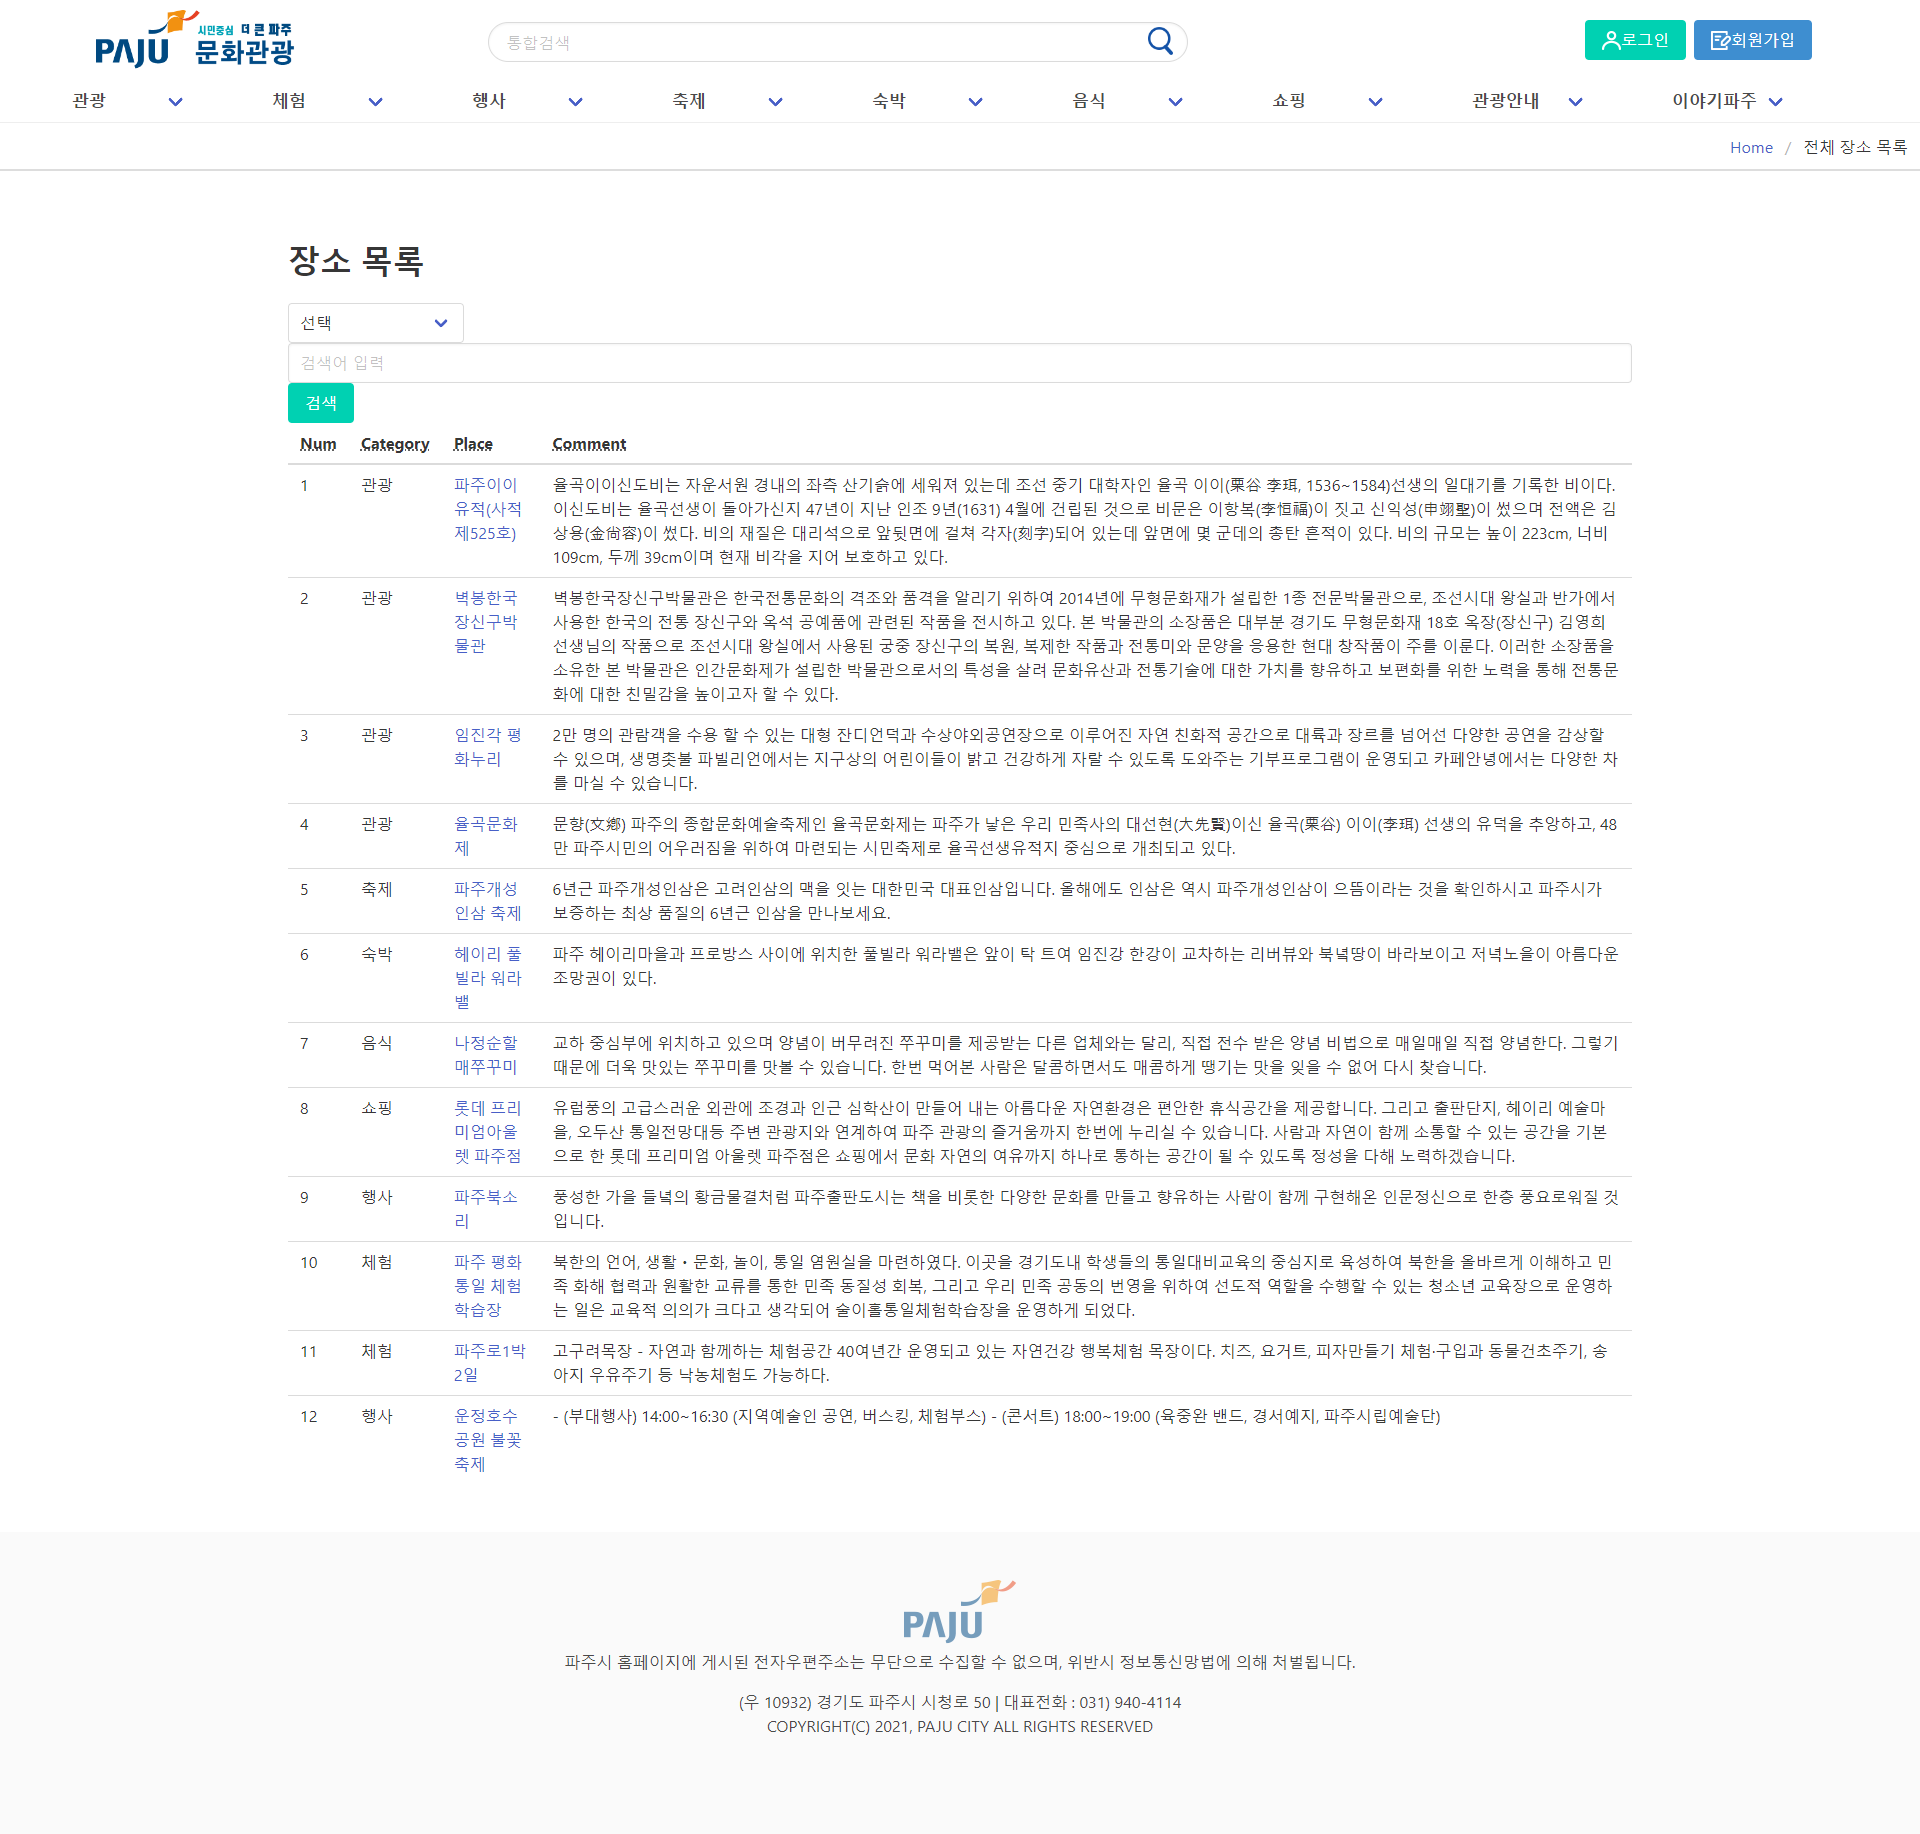 PAJU 시민중심 더 큰 파주
문화관광
통합검색
로그인
회원가입
관광 체험 행사 축제 숙박 음식 쇼핑 관광안내 이야기파주
Home / 전체 장소 목록
장소 목록
선택
검색어 입력
검색
Num Category Place Comment
1 관광 파주이이 율곡이이신도비는 자운서원 경내의 좌측 산기슭에 세워져 있는데 조선 중기 대학자인 율곡 이이(栗谷 李珥, 1536~1584)선생의 일대기를 기록한 비이다.
유적(사적 이신도비는 율곡선생이 돌아가신지 47년이 지난 인조 9년(1631) 4월에 건립된 것으로 비문은 이항복(李恒福)이 짓고 신익성(申翊聖)이 썼으며 전액은 김
제525호) 상용(金尙容)이 썼다. 비의 재질은 대리석으로 앞뒷면에 걸쳐 각자(刻字)되어 있는데 앞면에 몇 군데의 총탄 흔적이 있다. 비의 규모는 높이 223cm, 너비
109cm, 두께 39cm이며 현재 비각을 지어 보호하고 있다.
2 관광 벽봉한국 벽봉한국장신구박물관은 한국전통문화의 격조와 품격을 알리기 위하여 2014년에 무형문화재가 설립한 1종 전문박물관으로, 조선시대 왕실과 반가에서
장신구박 사용한 한국의 전통 장신구와 옥석 공예품에 관련된 작품을 전시하고 있다. 본 박물관의 소장품은 대부분 경기도 무형문화재 18호 옥장(장신구) 김영희
물관 선생님의 작품으로 조선시대 왕실에서 사용된 궁중 장신구의 복원, 복제한 작품과 전통미와 문양을 응용한 현대 창작품이 주를 이룬다. 이러한 소장품을
소유한 본 박물관은 인간문화제가 설립한 박물관으로서의 특성을 살려 문화유산과 전통기술에 대한 가치를 향유하고 보편화를 위한 노력을 통해 전통문
화에 대한 친밀감을 높이고자 할 수 있다.
3 관광 임진각 평 2만 명의 관람객을 수용 할 수 있는 대형 잔디언덕과 수상야외공연장으로 이루어진 자연 친화적 공간으로 대륙과 장르를 넘어선 다양한 공연을 감상할
화누리 수 있으며, 생명촛불 파빌리언에서는 지구상의 어린이들이 밝고 건강하게 자랄 수 있도록 도와주는 기부프로그램이 운영되고 카페안녕에서는 다양한 차
를 마실 수 있습니다.
4 관광 율곡문화 문향(文鄕) 파주의 종합문화예술축제인 율곡문화제는 파주가 낳은 우리 민족사의 대선현(大先賢)이신 율곡(栗谷) 이이(李珥) 선생의 유덕을 추앙하고, 48
제 만 파주시민의 어우러짐을 위하여 마련되는 시민축제로 율곡선생유적지 중심으로 개최되고 있다.
5 축제 파주개성 6년근 파주개성인삼은 고려인삼의 맥을 잇는 대한민국 대표인삼입니다. 올해에도 인삼은 역시 파주개성인삼이 으뜸이라는 것을 확인하시고 파주시가
인삼 축제 보증하는 최상 품질의 6년근 인삼을 만나보세요.
6 숙박 헤이리 풀 파주 헤이리마을과 프로방스 사이에 위치한 풀빌라 워라밸은 앞이 탁 트여 임진강 한강이 교차하는 리버뷰와 북녘땅이 바라보이고 저녁노을이 아름다운
빌라 워라 조망권이 있다.
밸
7 음식 나정순할 교하 중심부에 위치하고 있으며 양념이 버무려진 쭈꾸미를 제공받는 다른 업체와는 달리, 직접 전수 받은 양념 비법으로 매일매일 직접 양념한다. 그렇기
매쭈꾸미 때문에 더욱 맛있는 쭈꾸미를 맛볼 수 있습니다. 한번 먹어본 사람은 달콤하면서도 매콤하게 땡기는 맛을 잊을 수 없어 다시 찾습니다.
8 쇼핑 롯데 프리 유럽풍의 고급스러운 외관에 조경과 인근 심학산이 만들어 내는 아름다운 자연환경은 편안한 휴식공간을 제공합니다. 그리고 출판단지, 헤이리 예술마
미엄아울 을, 오두산 통일전망대등 주변 관광지와 연계하여 파주 관광의 즐거움까지 한번에 누리실 수 있습니다. 사람과 자연이 함께 소통할 수 있는 공간을 기본
렛 파주점 으로 한 롯데 프리미엄 아울렛 파주점은 쇼핑에서 문화 자연의 여유까지 하나로 통하는 공간이 될 수 있도록 정성을 다해 노력하겠습니다.
9 행사 파주북소 풍성한 가을 들녘의 황금물결처럼 파주출판도시는 책을 비롯한 다양한 문화를 만들고 향유하는 사람이 함께 구현해온 인문정신으로 한층 풍요로워질 것
리 입니다.
10 체험 파주 평화 북한의 언어, 생활・문화, 놀이, 통일 염원실을 마련하였다. 이곳을 경기도내 학생들의 통일대비교육의 중심지로 육성하여 북한을 올바르게 이해하고 민
통일 체험 족 화해 협력과 원활한 교류를 통한 민족 동질성 회복, 그리고 우리 민족 공동의 번영을 위하여 선도적 역할을 수행할 수 있는 청소년 교육장으로 운영하
학습장 는 일은 교육적 의의가 크다고 생각되어 술이홀통일체험학습장을 운영하게 되었다.
11 체험 파주로1박 고구려목장 - 자연과 함께하는 체험공간 40여년간 운영되고 있는 자연건강 행복체험 목장이다. 치즈, 요거트, 피자만들기 체험·구입과 동물건초주기, 송
2일 아지 우유주기 등 낙농체험도 가능하다.
12 행사 운정호수 - (부대행사) 14:00~16:30 (지역예술인 공연, 버스킹, 체험부스) - (콘서트) 18:00~19:00 (육중완 밴드, 경서예지, 파주시립예술단)
공원 불꽃
축제
PAJU
파주시 홈페이지에 게시된 전자우편주소는 무단으로 수집할 수 없으며, 위반시 정보통신망법에 의해 처벌됩니다.
(우 10932) 경기도 파주시 시청로 50 | 대표전화 : 031) 940-4114
COPYRIGHT(C) 2021, PAJU CITY ALL RIGHTS RESERVED